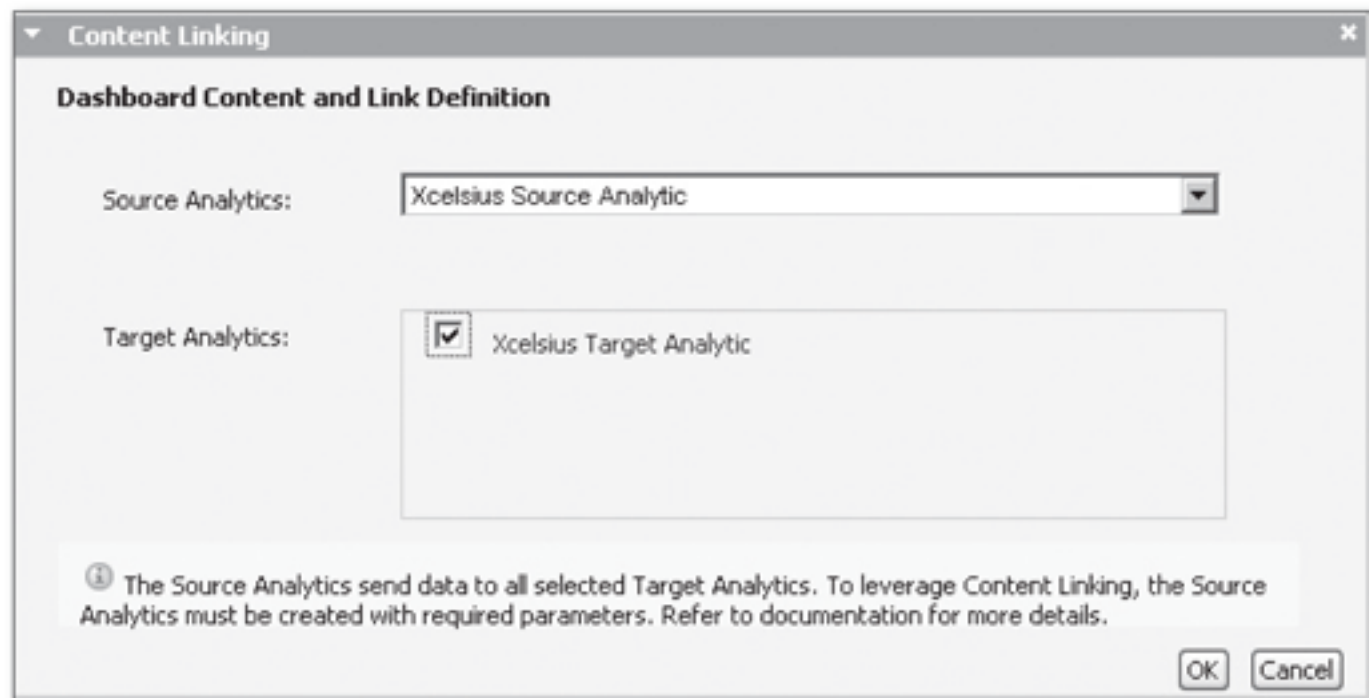 Content Linking
Dashboard Content and Link Definition
Source Analytics:
Xcelsius Source Analytic
Target Analytics:
Xcelsius Target Analytic
The Source Analytics send data to all selected Target Analytics. To leverage Content Linking, the Source
Analytics must be created with required parameters. Refer to documentation for more details.
OK
Cancel